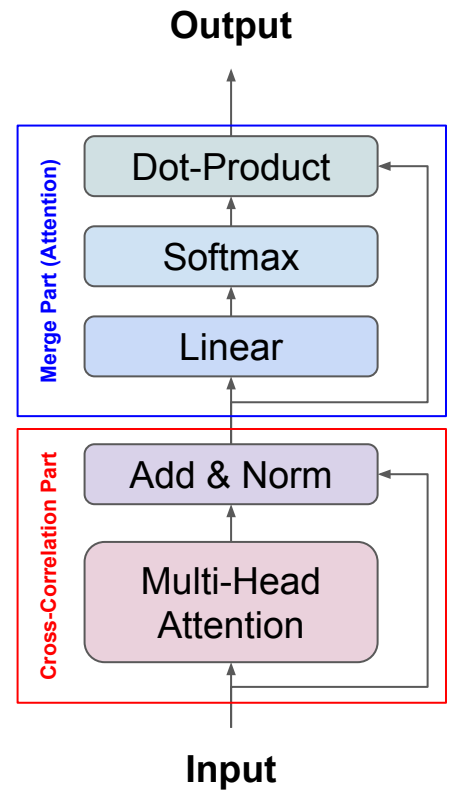 Output
Merge Part (Attention)
Dot-Product
Softmax
Linear
Cross-Correlation Part
Add & Norm
Multi-Head
Attention
Input